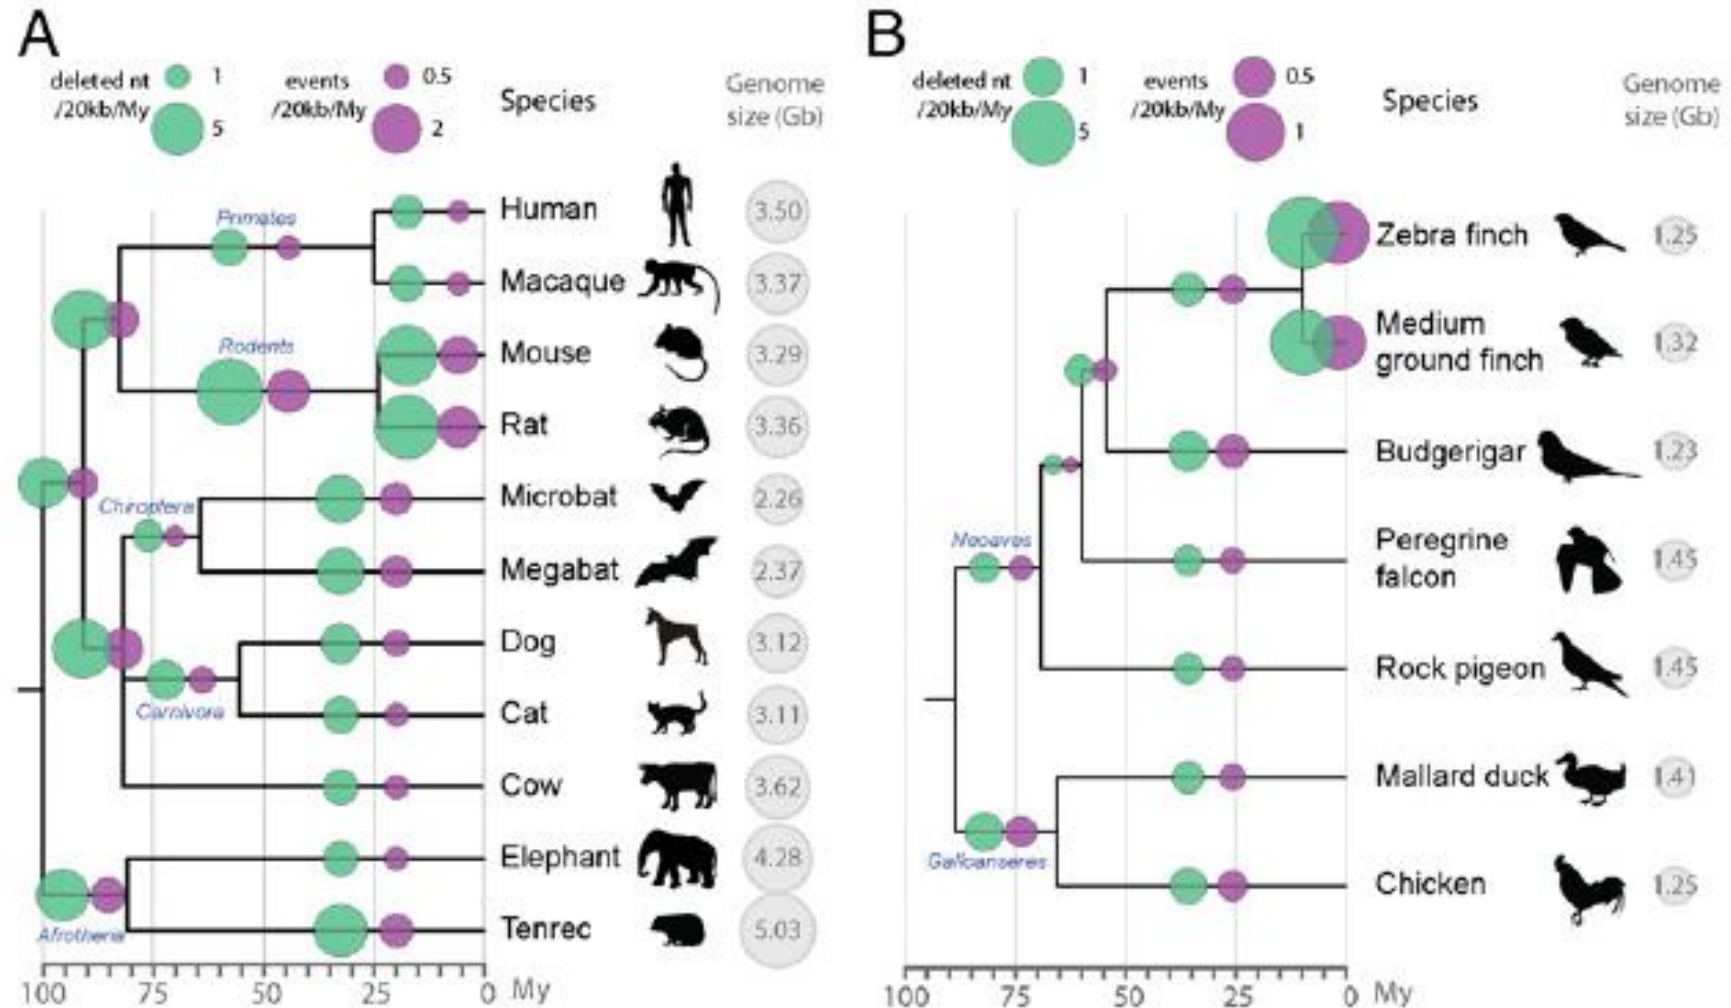 A
deleted nt
/20kb/My
1
5
events
/20kb/My
0.5
2
Species
Genome
size (Gb)
Primates
Human
3.50
Macaque
3.37
Rodents
Mouse
3.29
Rat
3.36
Chiroptera
Microbat
2.26
Megabat
2.37
Dog
3.12
Carnivora
Cat
3.11
Cow
3.62
Elephant
4.28
Afrotheria
Tenrec
5.03
100 75 50 25 0 My
B
deleted nt
/20kb/My
1
5
events
/20kb/My
0.5
1
Species
Genome
size (Gb)
Zebra finch
1.25
Medium
ground finch
1.32
Budgerigar
1.23
Neoaves
Peregrine
falcon
1.45
Rock pigeon
1.45
Mallard duck
1.41
Galloanseres
Chicken
1.25
100 75 50 25 0 My